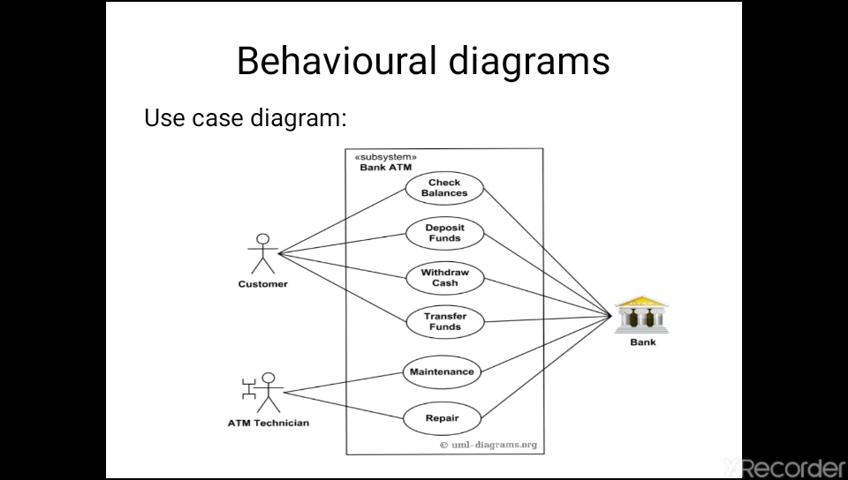 Behavioural diagrams
Use case diagram:
«subsystem»
Bank ATM
Check
Balances
Deposit
Funds
Customer
Withdraw
Cash
Transfer
Funds
Bank
Maintenance
ATM Technician
Repair
© uml-diagrams.org
XRecorder